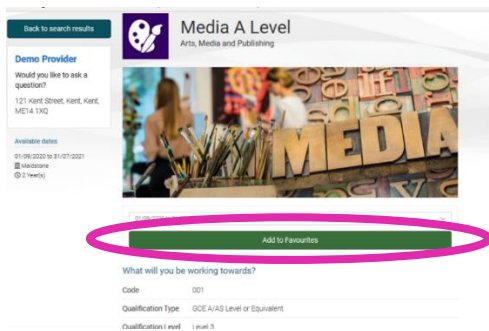 Back to search results
Media A Level
Arts, Media and Publishing
Demo Provider
Would you like to ask a
question?
121 Kent Street, Kent, Kent,
ME14 1XQ
Available dates
01/09/2020 to 31/07/2021
Maidstone
2 Year(s)
MEDIA
Add to Favourites
What will you be working towards?
Code 001
Qualification Type GCE A/AS Level or Equivalent
Qualification Level Level 3